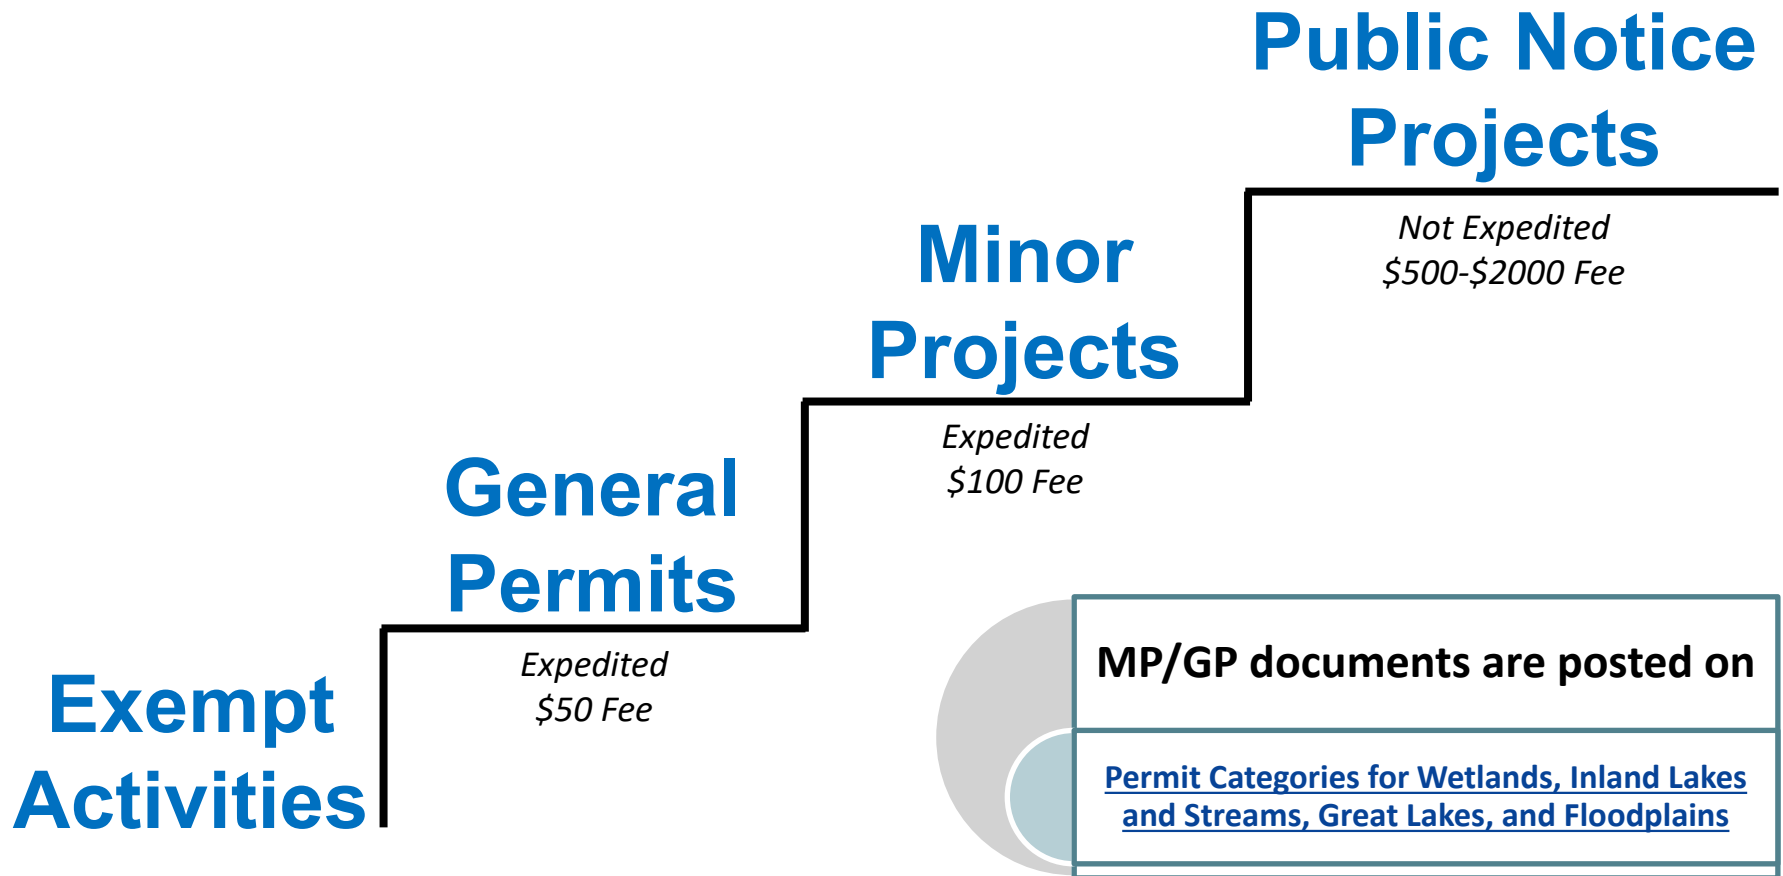 Public Notice
Projects
Not Expedited
$500-$2000 Fee
Minor
Projects
Expedited
$100 Fee
General
Permits
Expedited
$50 Fee
Exempt
Activities
MP/GP documents are posted on
Permit Categories for Wetlands, Inland Lakes
and Streams, Great Lakes, and Floodplains